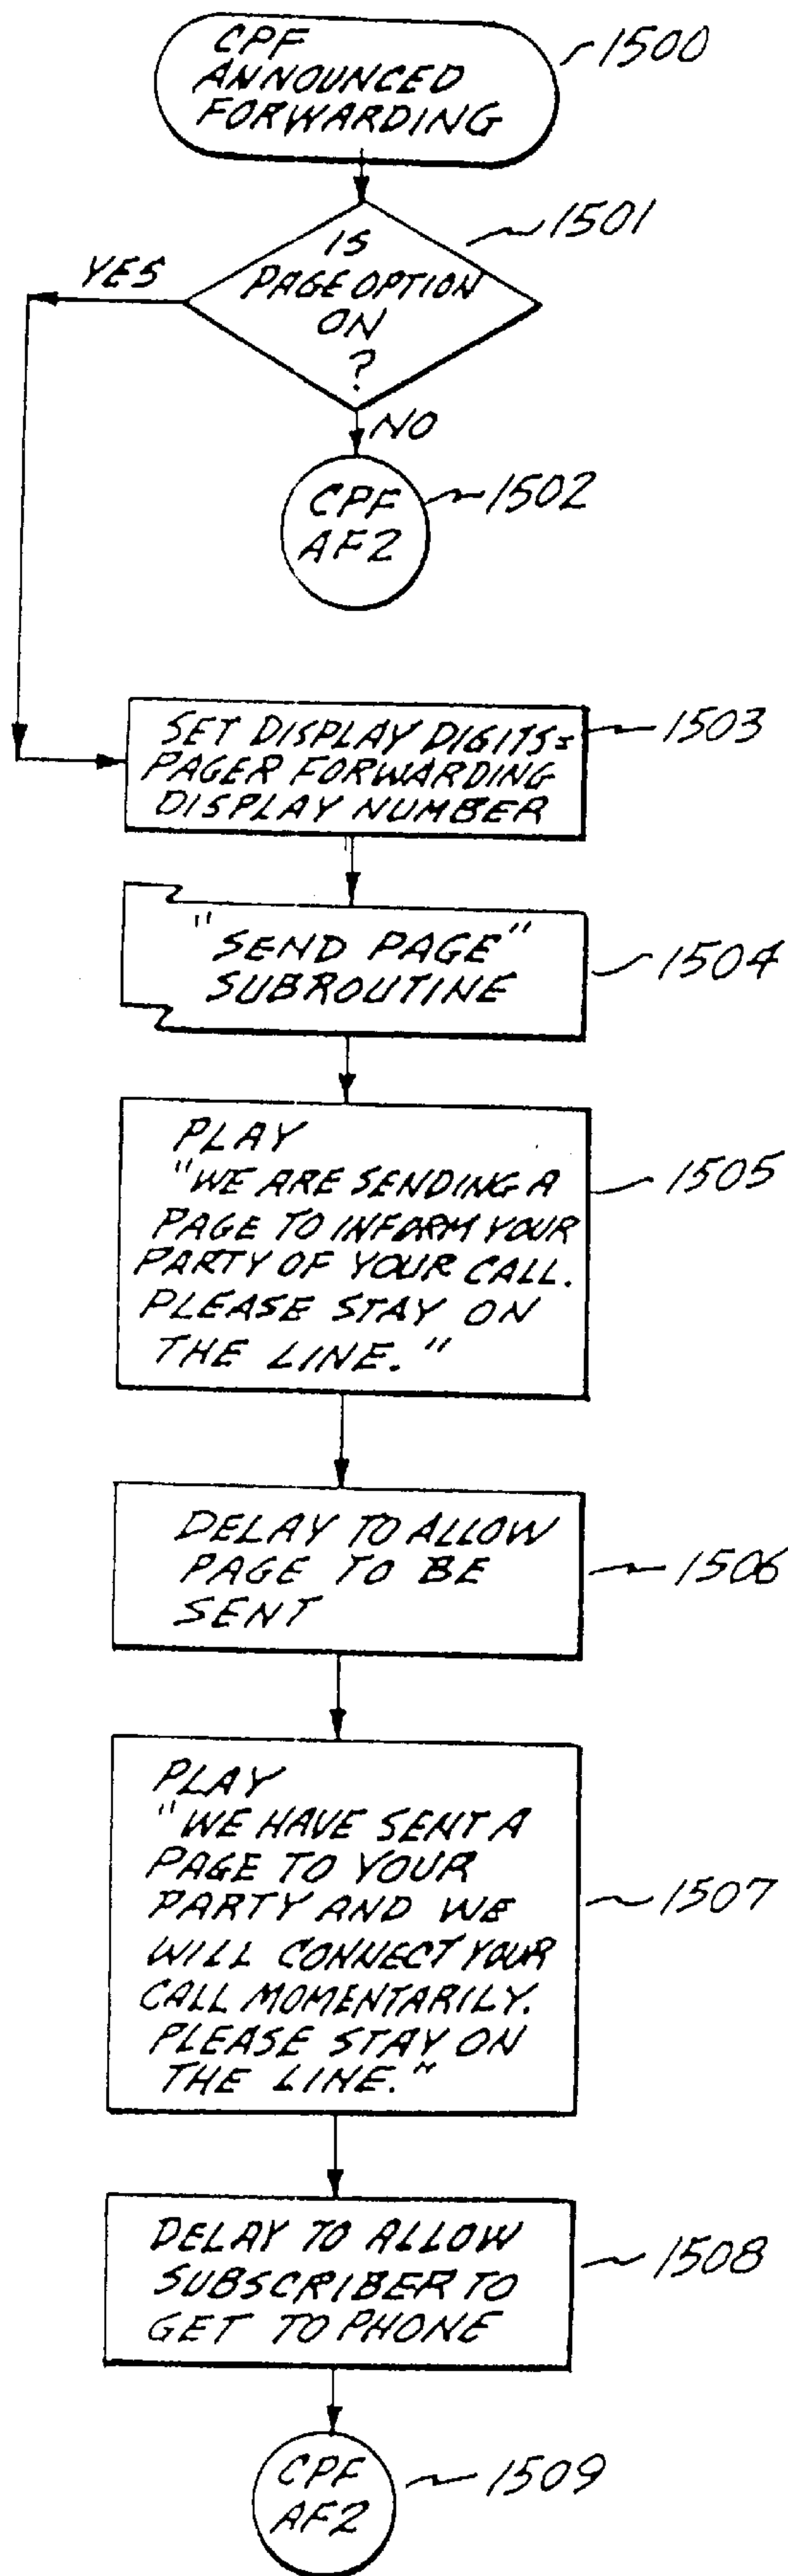 CPF
ANNOUNCED
FORWARDING
1500
1501
IS
PAGE OPTION
ON
?
YES
NO
CPF
AF2
1502
SET DISPLAY DIGITS=
PAGER FORWARDING
DISPLAY NUMBER
1503
"SEND PAGE"
SUBROUTINE
1504
PLAY
"WE ARE SENDING A
PAGE TO INFORM YOUR
PARTY OF YOUR CALL.
PLEASE STAY ON
THE LINE."
1505
DELAY TO ALLOW
PAGE TO BE
SENT
1506
PLAY
"WE HAVE SENT A
PAGE TO YOUR
PARTY AND WE
WILL CONNECT YOUR
CALL MOMENTARILY.
PLEASE STAY ON
THE LINE."
1507
DELAY TO ALLOW
SUBSCRIBER TO
GET TO PHONE
1508
CPF
AF2
1509